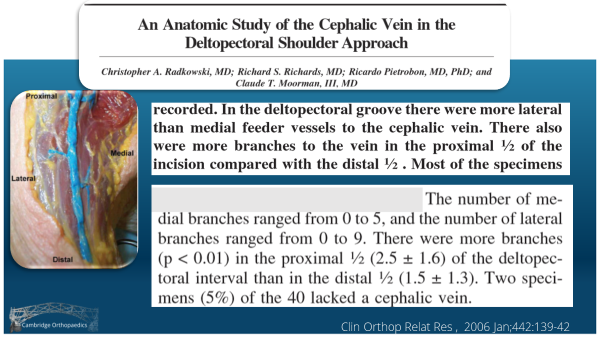 An Anatomic Study of the Cephalic Vein in the
Deltopectoral Shoulder Approach
Christopher A. Radkowski, MD; Richard S. Richards, MD; Ricardo Pietrobon, MD, PhD; and
Claude T. Moorman, III, MD
Proximal
Medial
Lateral
Distal
recorded. In the deltopectoral groove there were more lateral
than medial feeder vessels to the cephalic vein. There also
were more branches to the vein in the proximal ½ of the
incision compared with the distal ½ . Most of the specimens
The number of me-
dial branches ranged from 0 to 5, and the number of lateral
branches ranged from 0 to 9. There were more branches
(p < 0.01) in the proximal ½ (2.5 ± 1.6) of the deltopec-
toral interval than in the distal ½ (1.5 ± 1.3). Two speci-
mens (5%) of the 40 lacked a cephalic vein.
Cambridge Orthopaedics
Clin Orthop Relat Res , 2006 Jan;442:139-42